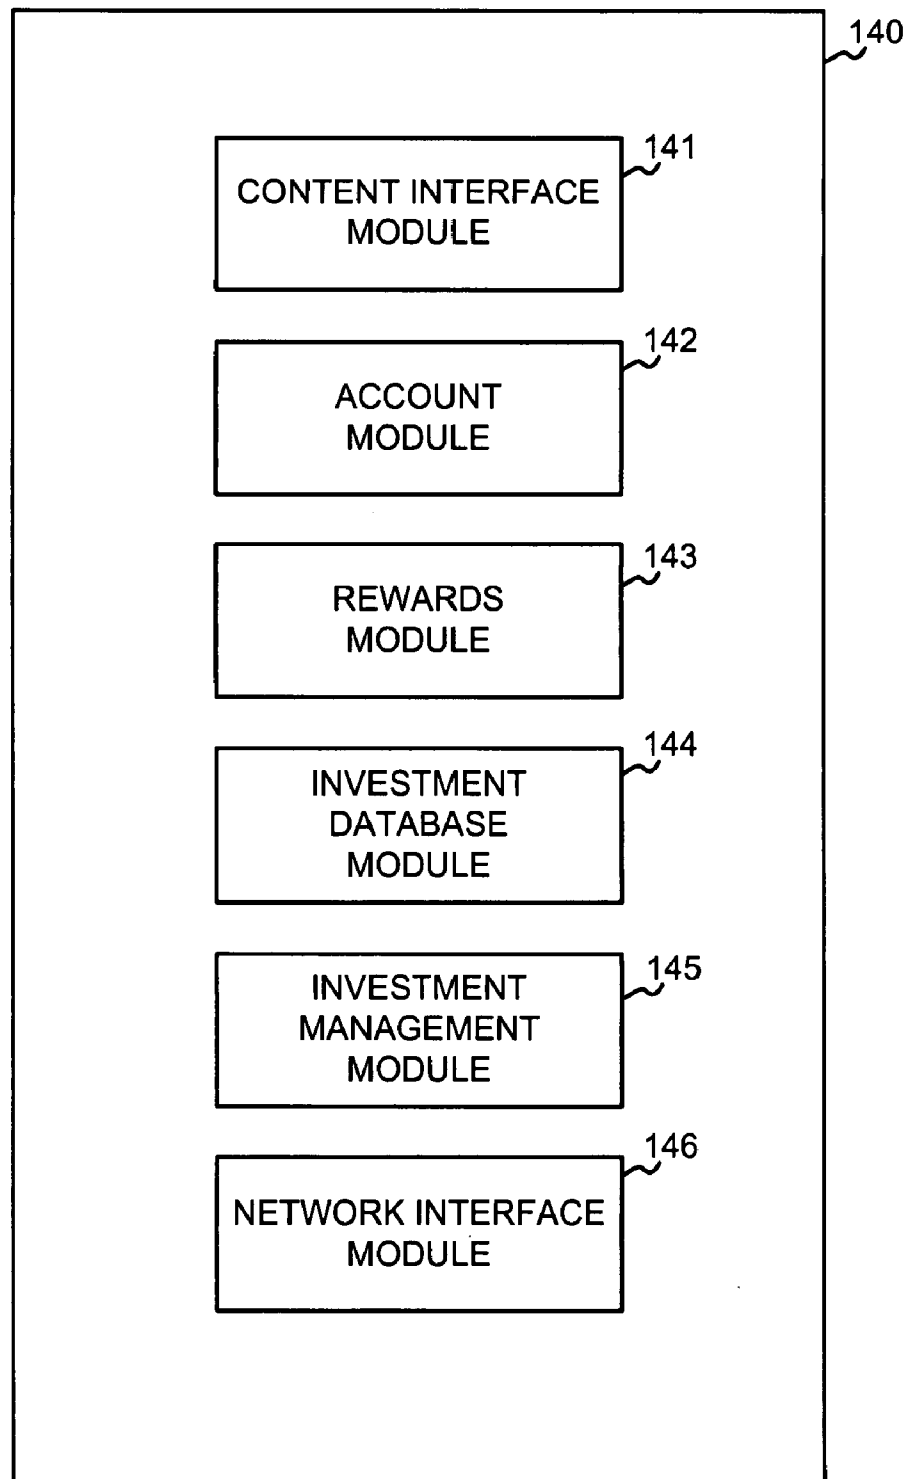 140
141
CONTENT INTERFACE
MODULE
142
ACCOUNT
MODULE
143
REWARDS
MODULE
144
INVESTMENT
DATABASE
MODULE
145
INVESTMENT
MANAGEMENT
MODULE
146
NETWORK INTERFACE
MODULE